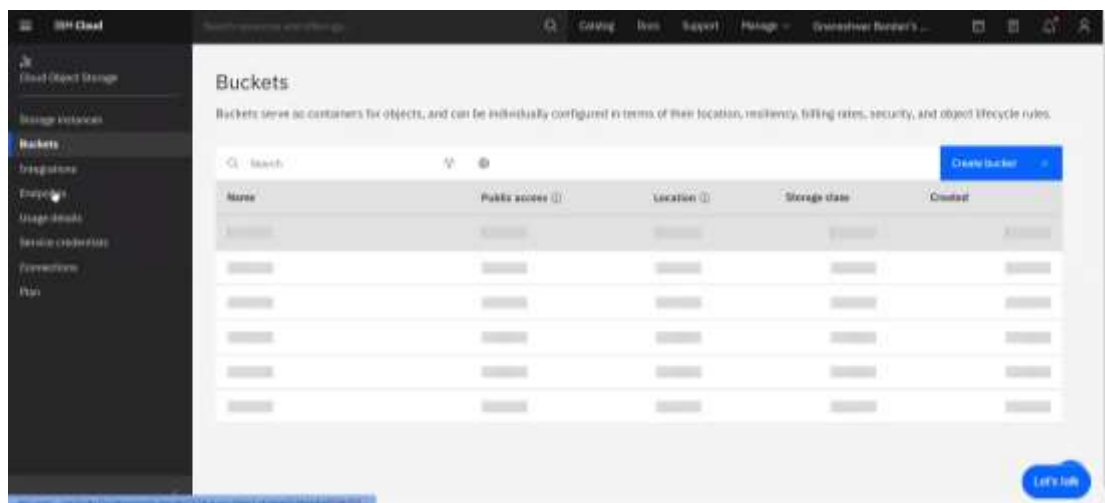 IBM Cloud
Catalog Docs Support Manage
Cloud Object Storage
Storage instances
Buckets
Integrations
Endpoints
Usage details
Service credentials
Connections
Plan
Buckets
Buckets serve as containers for objects, and can be individually configured in terms of their location, resiliency, billing rates, security, and object lifecycle rules.
Search
Create bucket +
Name Public access Location Storage class Created
Let's talk